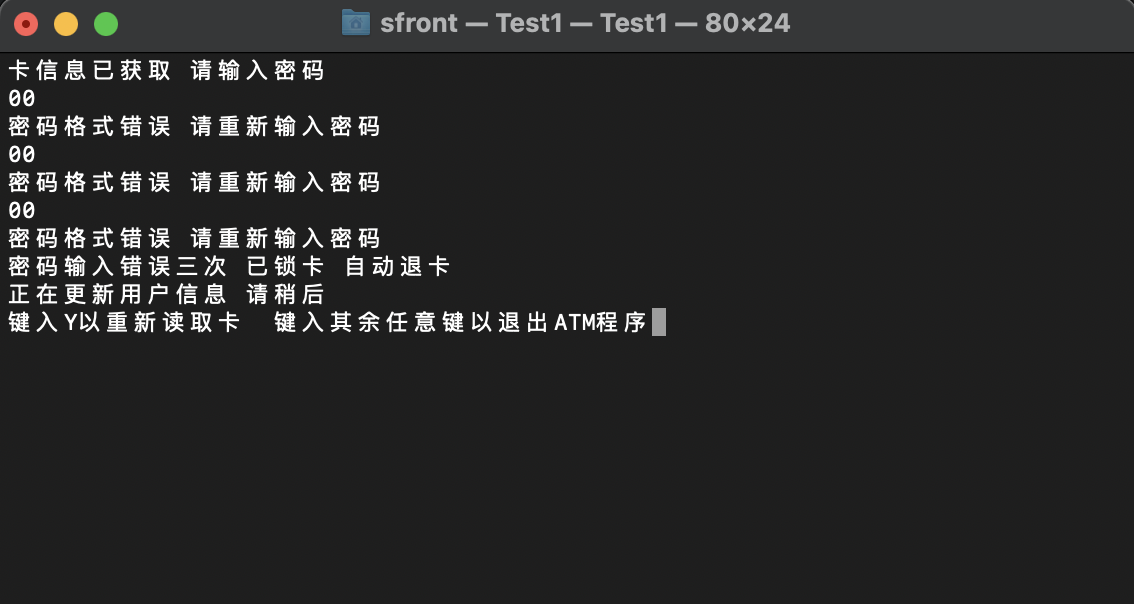 sfront — Test1 — Test1 — 80×24
卡信息已获取 请输入密码
00
密码格式错误 请重新输入密码
00
密码格式错误 请重新输入密码
00
密码格式错误 请重新输入密码
密码输入错误三次 已锁卡 自动退卡
正在更新用户信息 请稍后
键入Y以重新读取卡  键入其余任意键以退出ATM程序